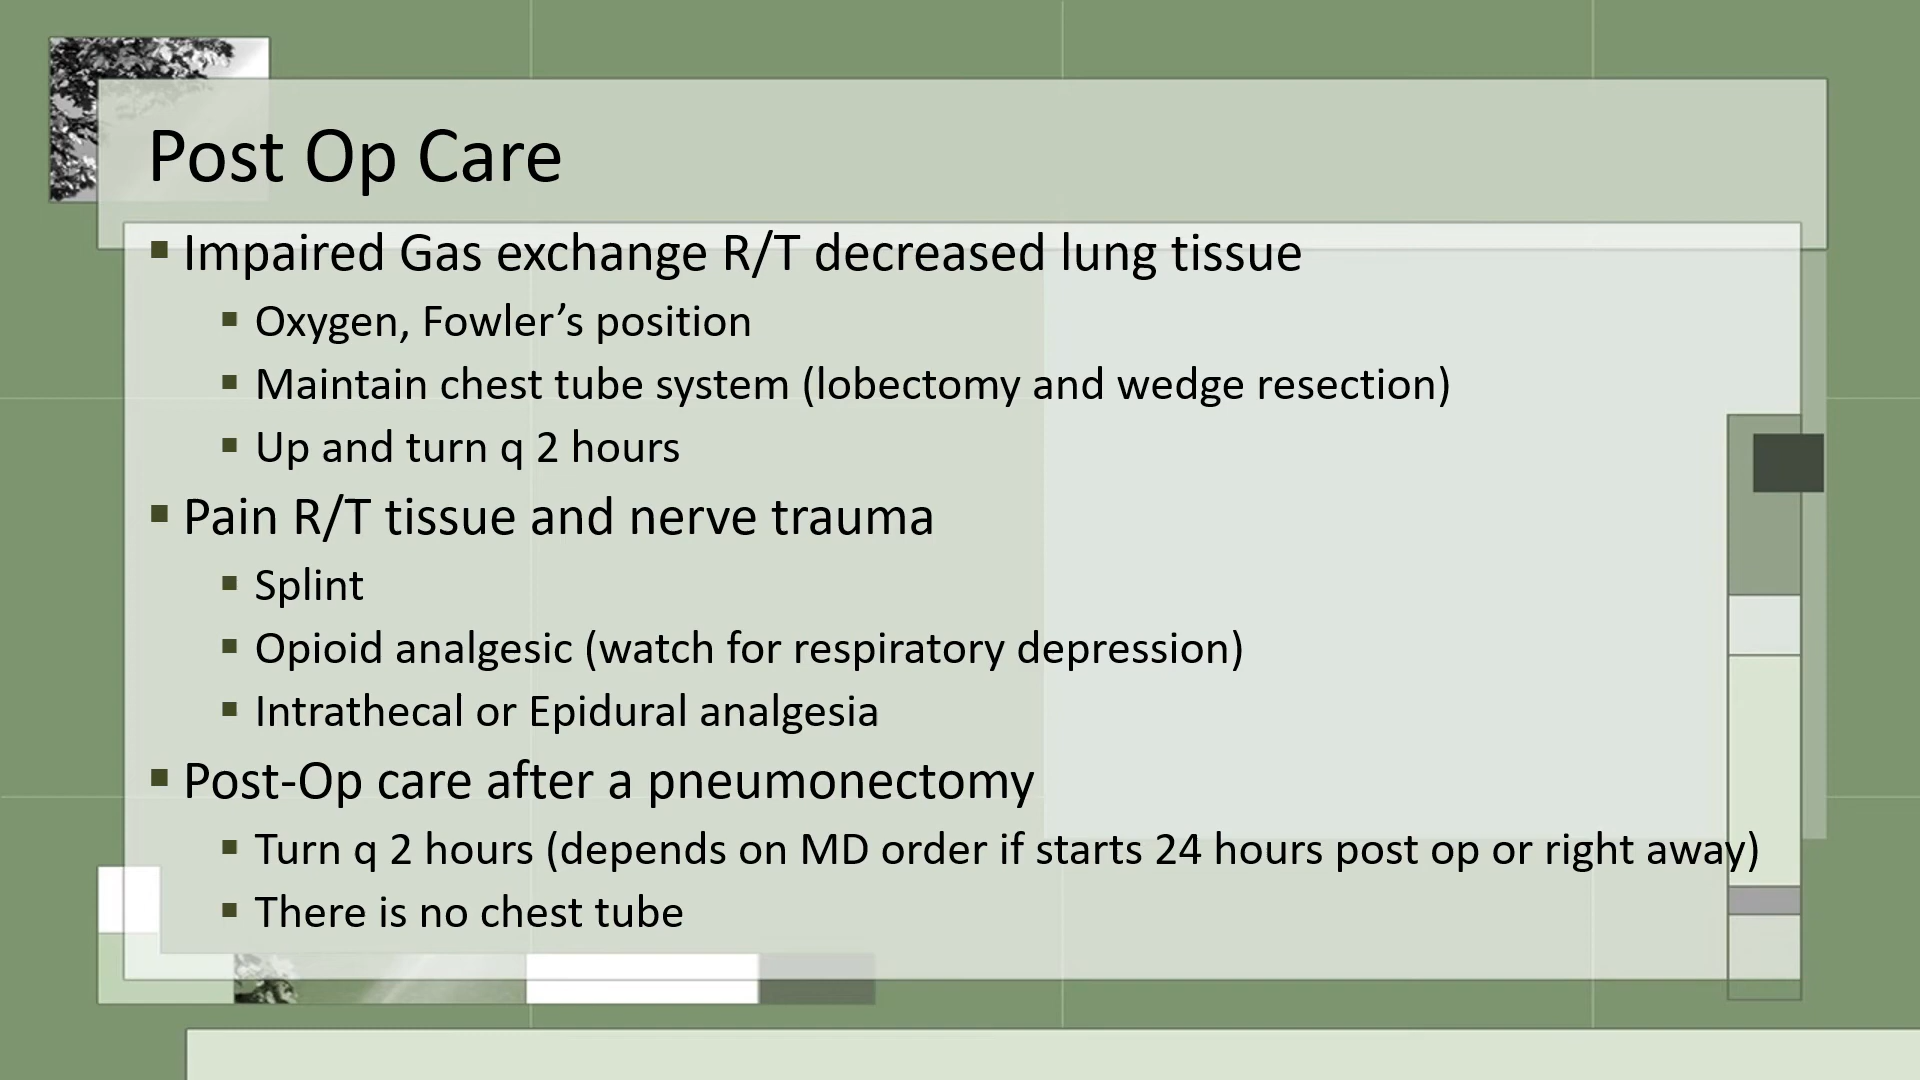 Post Op Care
Impaired Gas exchange R/T decreased lung tissue
Oxygen, Fowler’s position
Maintain chest tube system (lobectomy and wedge resection)
Up and turn q 2 hours
Pain R/T tissue and nerve trauma
Splint
Opioid analgesic (watch for respiratory depression)
Intrathecal or Epidural analgesia
Post-Op care after a pneumonectomy
Turn q 2 hours (depends on MD order if starts 24 hours post op or right away)
There is no chest tube